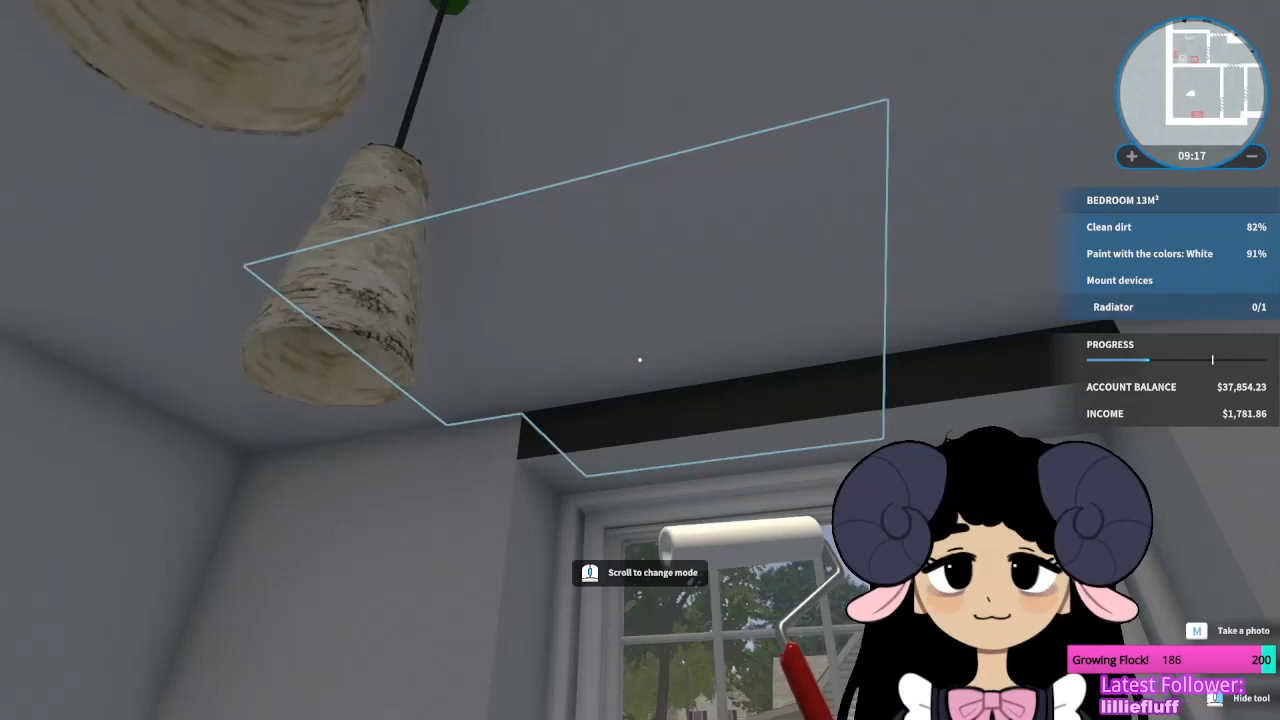 09:17
BEDROOM 13M²
Clean dirt 82%
Paint with the colors: White 91%
Mount devices
Radiator 0/1
PROGRESS
ACCOUNT BALANCE $37,854.23
INCOME $1,781.86
Scroll to change mode
M Take a photo
Growing Flock! 186 200
Latest Follower:
lilliefluff
Hide tool